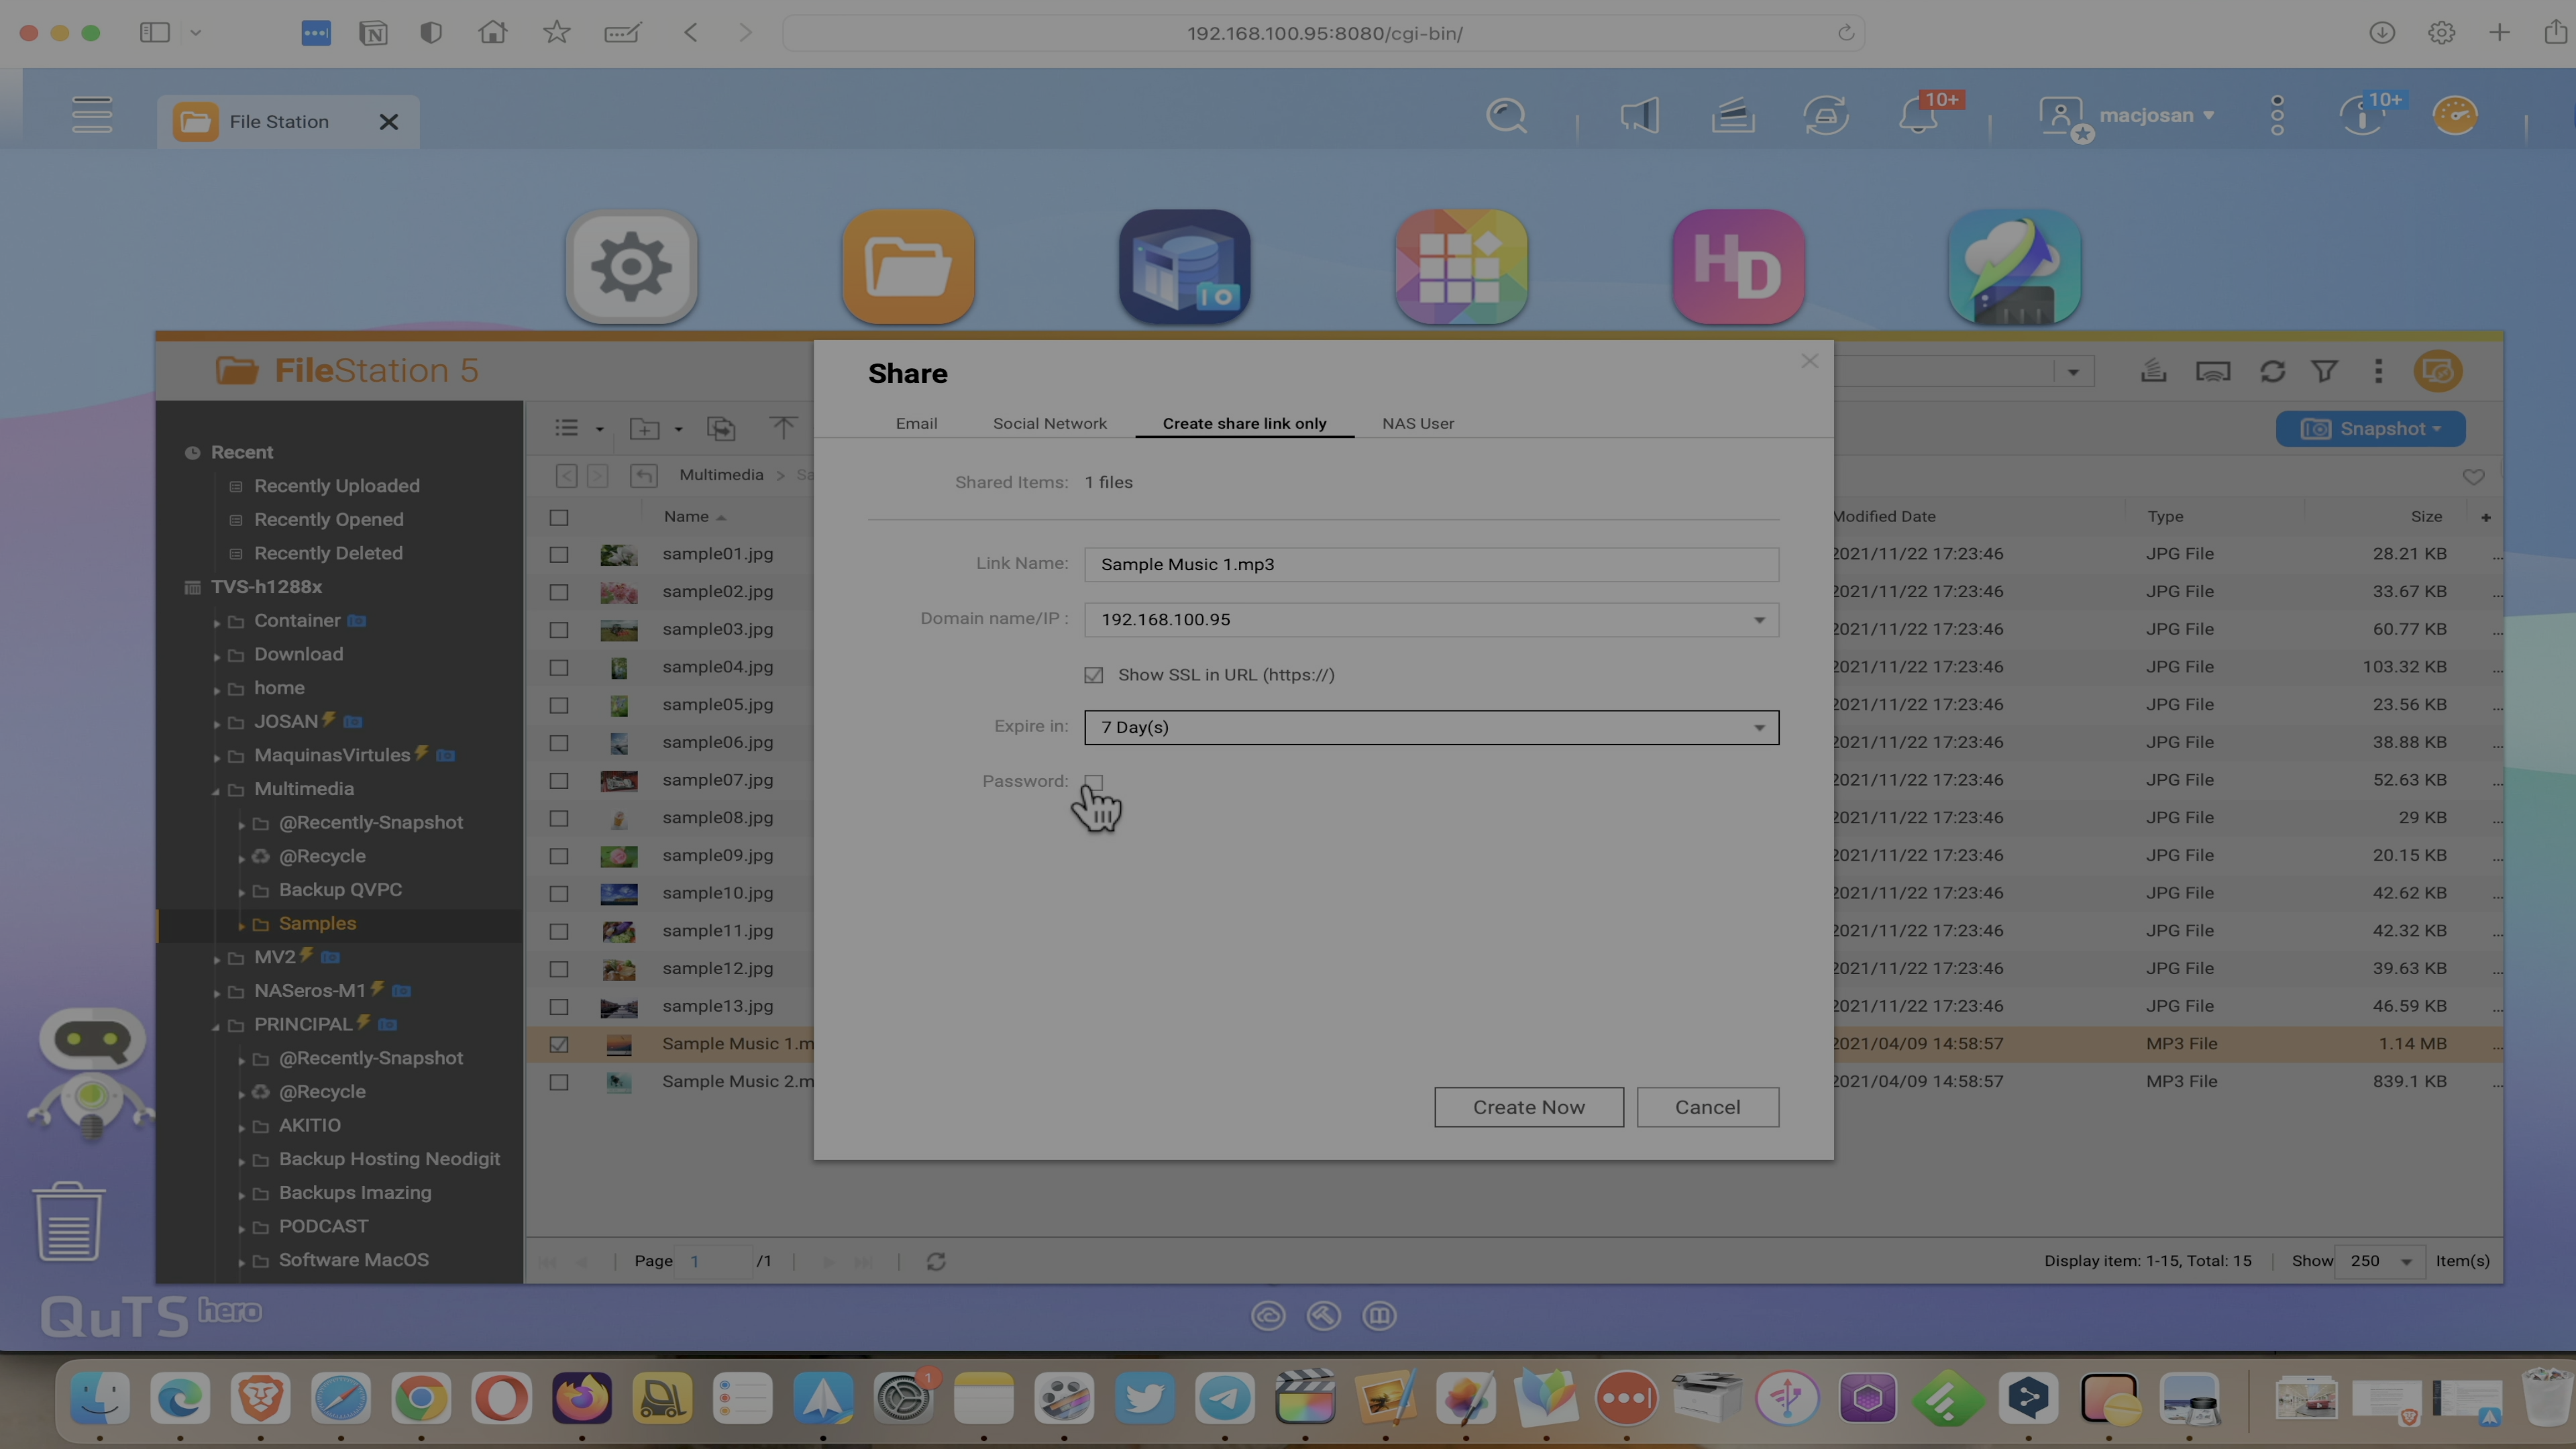 192.168.100.95:8080/cgi-bin/
File Station
10+
macjosan
10+
HD
FileStation 5
Share
Email
Social Network
Create share link only
NAS User
Snapshot
Recent
Recently Uploaded
Recently Opened
Recently Deleted
TVS-h1288x
Container
Download
home
JOSAN
MaquinasVirtules
Multimedia
@Recently-Snapshot
@Recycle
Backup QVPC
Samples
MV2
NASeros-M1
PRINCIPAL
@Recently-Snapshot
@Recycle
AKITIO
Backup Hosting Neodigit
Backups Imazing
PODCAST
Software MacOS
Multimedia > Sa
Name
Modified Date
Type
Size
sample01.jpg
2021/11/22 17:23:46
JPG File
28.21 KB
sample02.jpg
2021/11/22 17:23:46
JPG File
33.67 KB
sample03.jpg
2021/11/22 17:23:46
JPG File
60.77 KB
sample04.jpg
2021/11/22 17:23:46
JPG File
103.32 KB
sample05.jpg
2021/11/22 17:23:46
JPG File
23.56 KB
sample06.jpg
2021/11/22 17:23:46
JPG File
38.88 KB
sample07.jpg
2021/11/22 17:23:46
JPG File
52.63 KB
sample08.jpg
2021/11/22 17:23:46
JPG File
29 KB
sample09.jpg
2021/11/22 17:23:46
JPG File
20.15 KB
sample10.jpg
2021/11/22 17:23:46
JPG File
42.62 KB
sample11.jpg
2021/11/22 17:23:46
JPG File
42.32 KB
sample12.jpg
2021/11/22 17:23:46
JPG File
39.63 KB
sample13.jpg
2021/11/22 17:23:46
JPG File
46.59 KB
Sample Music 1.m
2021/04/09 14:58:57
MP3 File
1.14 MB
Sample Music 2.m
2021/04/09 14:58:57
MP3 File
839.1 KB
Shared Items: 1 files
Link Name: Sample Music 1.mp3
Domain name/IP : 192.168.100.95
Show SSL in URL (https://)
Expire in: 7 Day(s)
Password:
Create Now
Cancel
Page 1 /1
Display item: 1-15, Total: 15
Show 250 Item(s)
QuTS hero
1